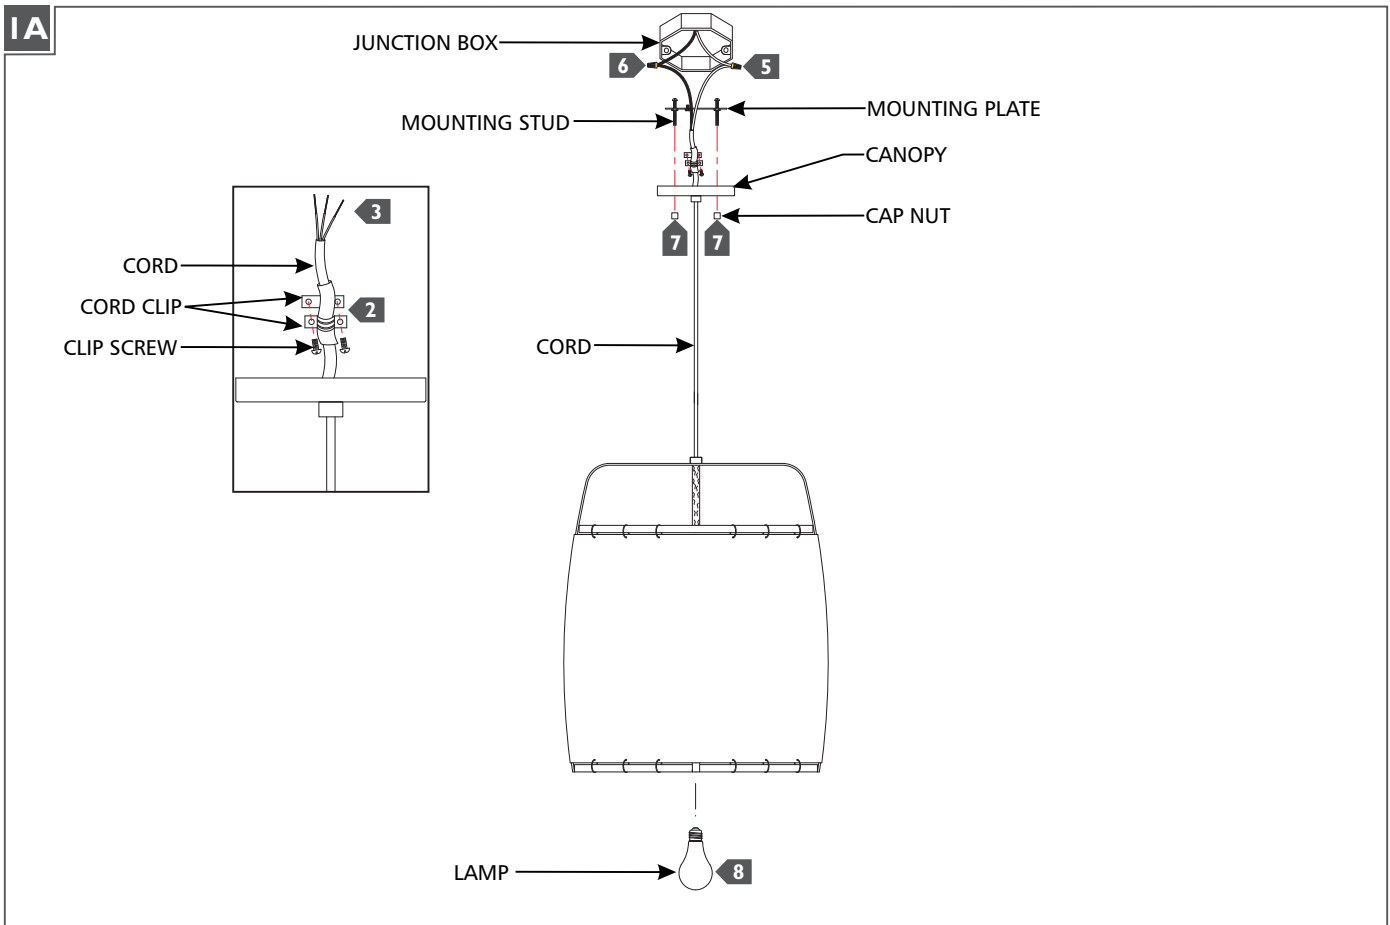 1A
JUNCTION BOX
6
5
MOUNTING STUD
MOUNTING PLATE
CANOPY
CAP NUT
7
7
3
CORD
CORD CLIP
2
CLIP SCREW
CORD
LAMP
8